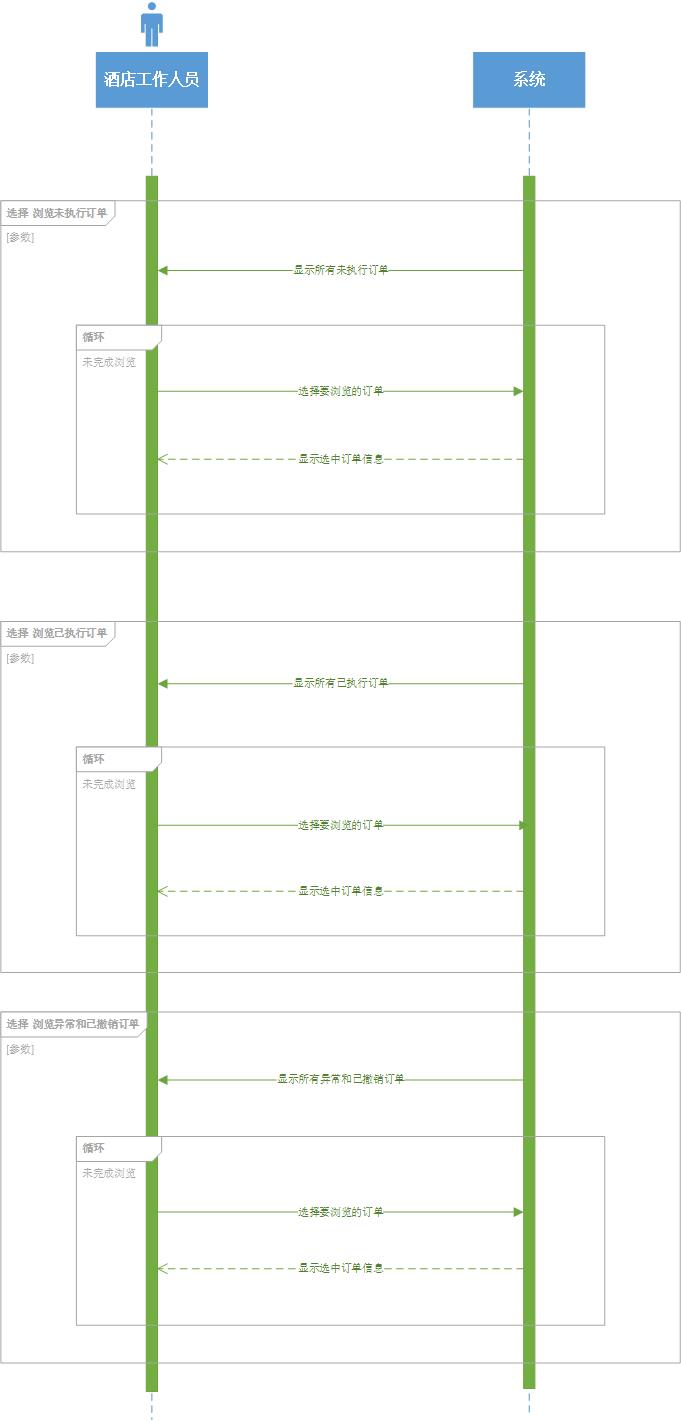 酒店工作人员
系统
选择 浏览未执行订单
[参数]
显示所有未执行订单
循环
未完成浏览
选择要浏览的订单
显示选中订单信息
选择 浏览已执行订单
[参数]
显示所有已执行订单
循环
未完成浏览
选择要浏览的订单
显示选中订单信息
选择 浏览异常和已撤销订单
[参数]
显示所有异常和已撤销订单
循环
未完成浏览
选择要浏览的订单
显示选中订单信息